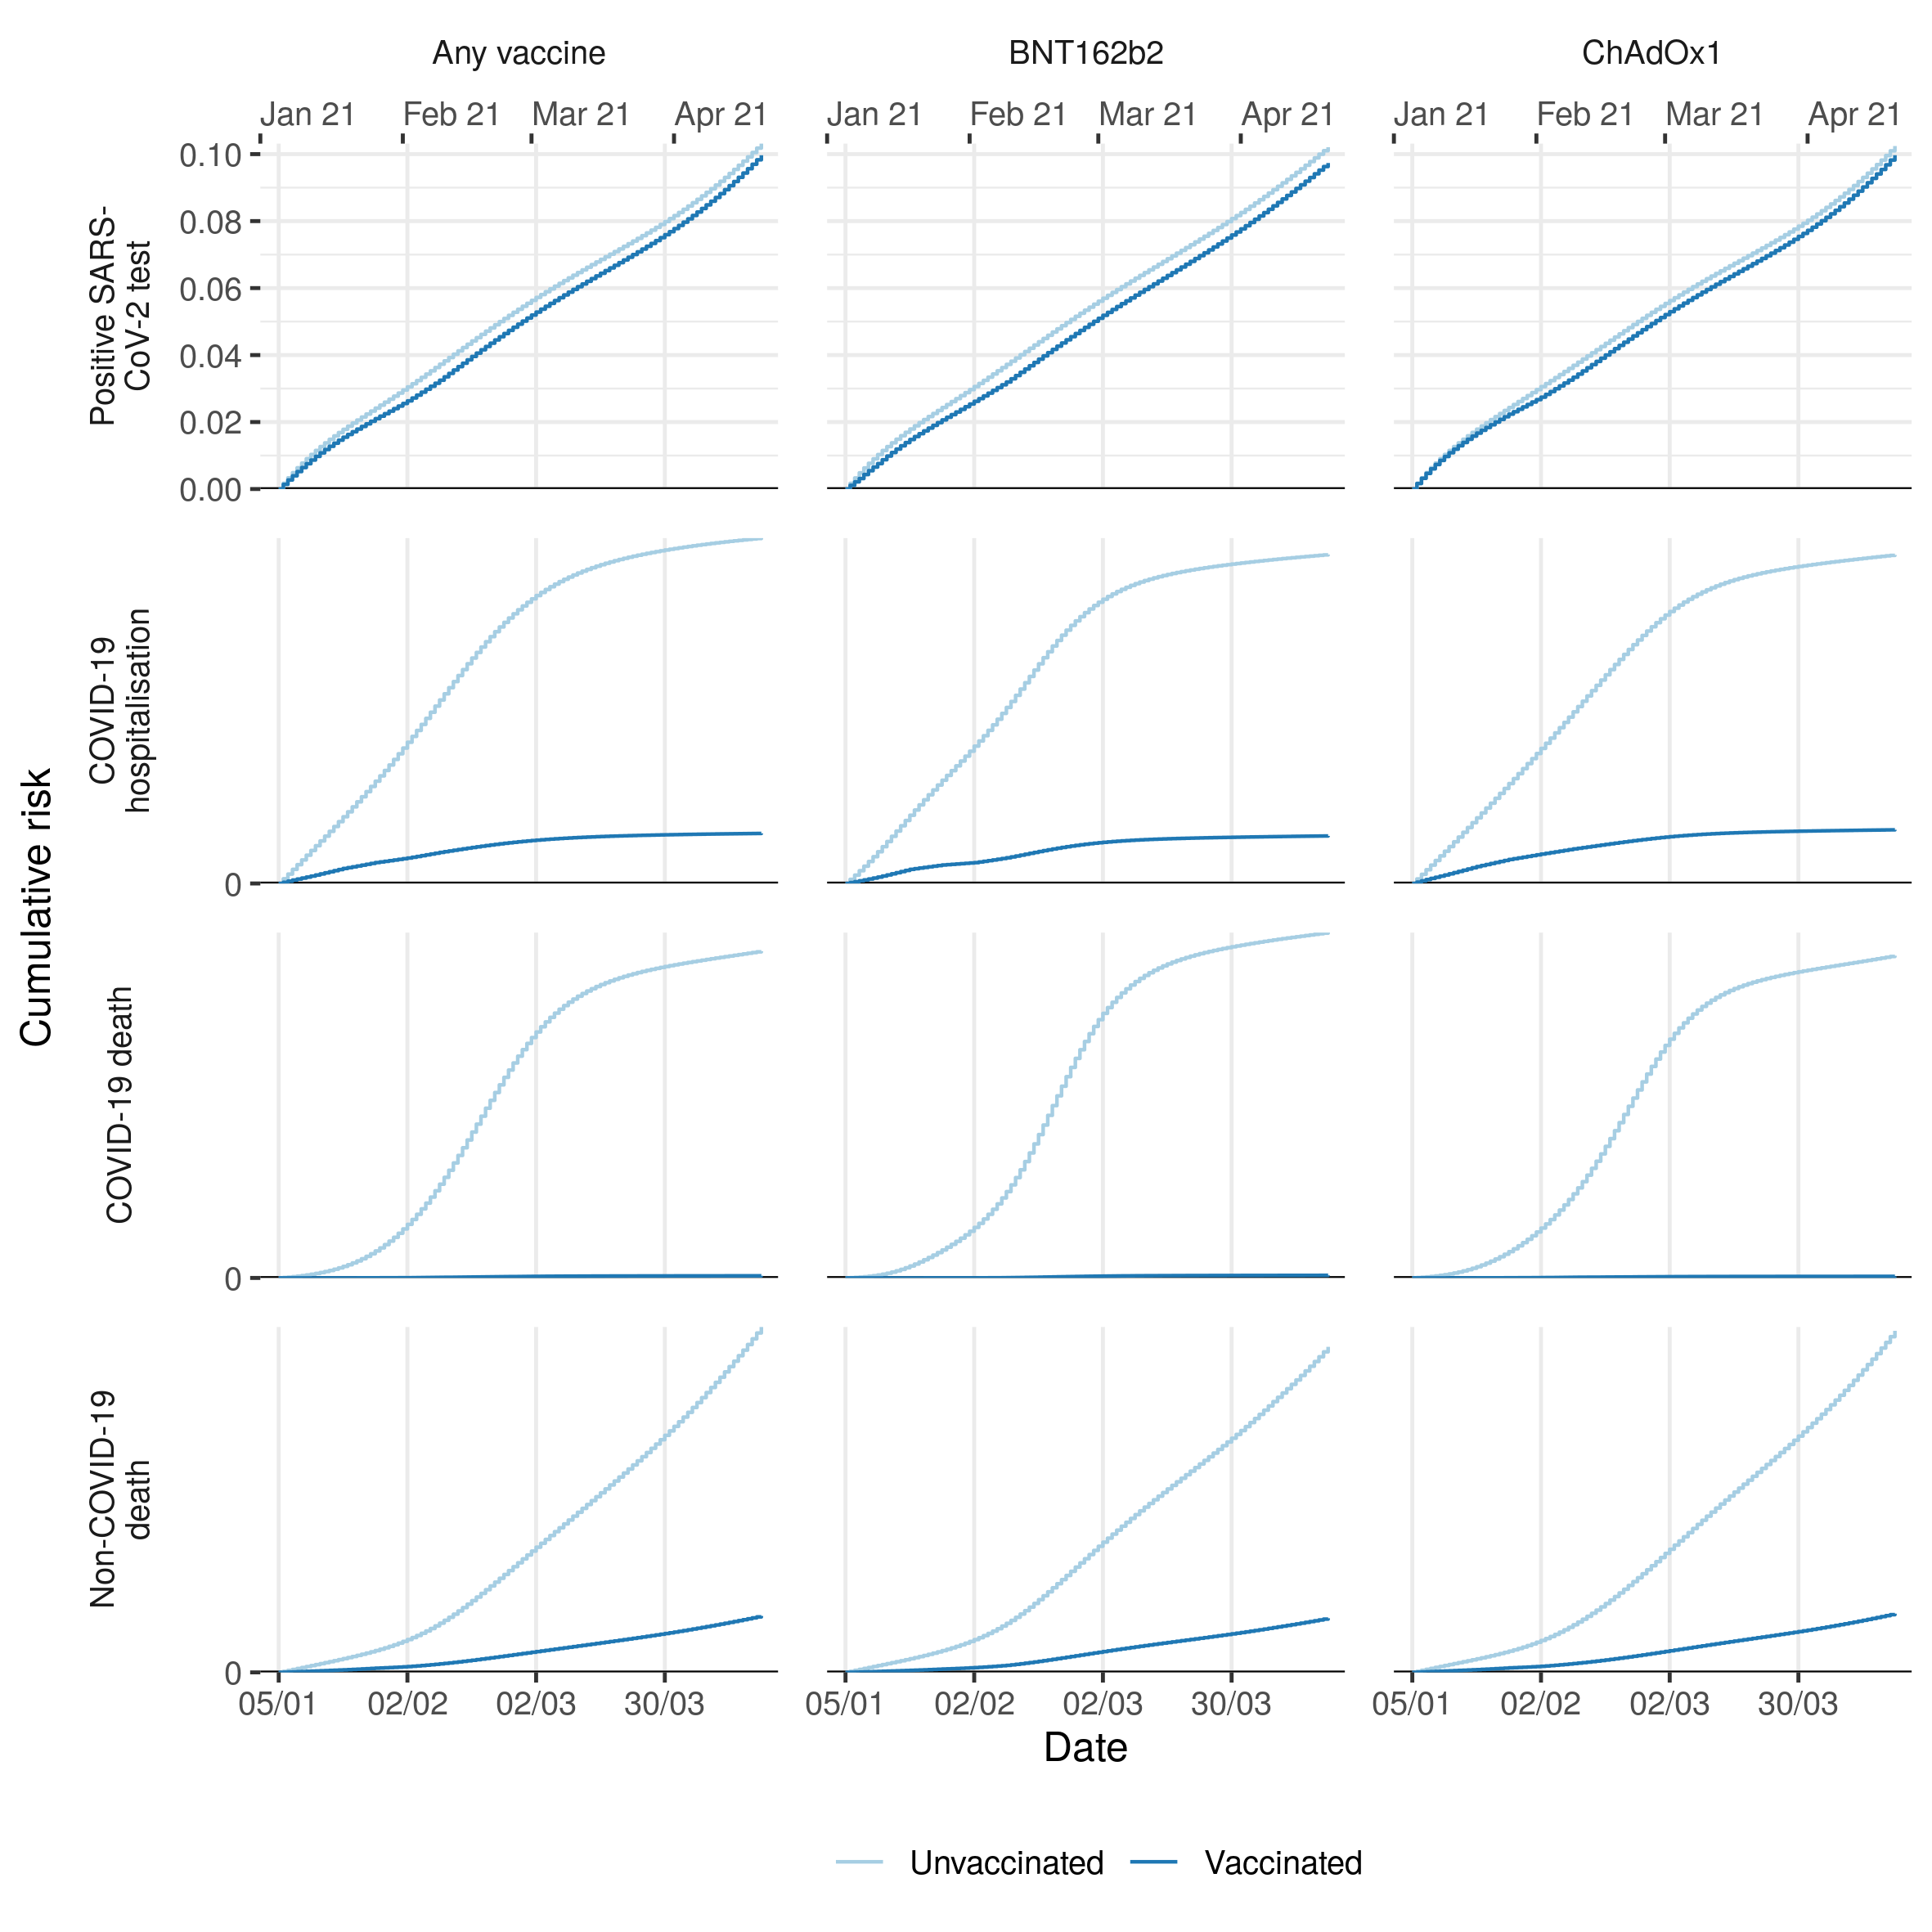 Any vaccine BNT162b2 ChAdOx1
Jan 21 Feb 21 Mar 21 Apr 21 Jan 21 Feb 21 Mar 21 Apr 21 Jan 21 Feb 21 Mar 21 Apr 21
Cumulative risk
Positive SARS-
CoV-2 test
0.10
0.08
0.06
0.04
0.02
0.00
COVID-19
hospitalisation
0
COVID-19 death
0
Non-COVID-19
death
0
05/01 02/02 02/03 30/03 05/01 02/02 02/03 30/03 05/01 02/02 02/03 30/03
Date
Unvaccinated Vaccinated